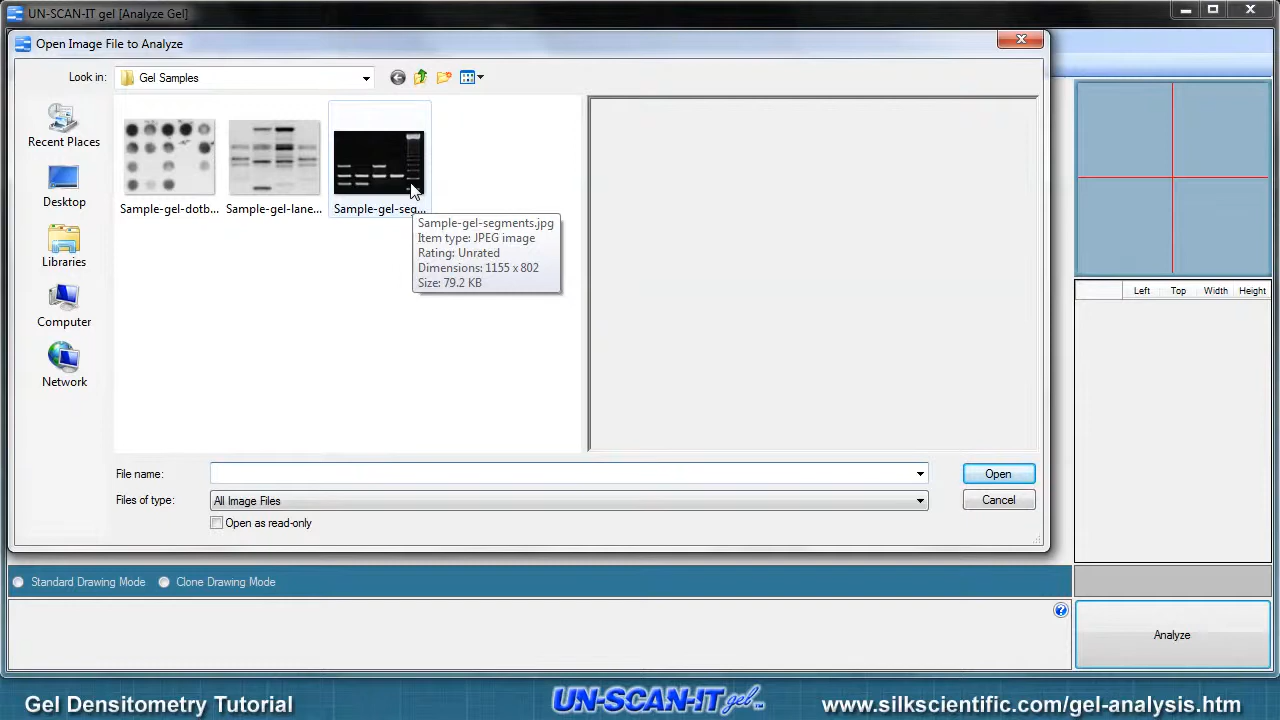 UN-SCAN-IT gel [Analyze Gel]
Open Image File to Analyze
Look in:
Gel Samples
Recent Places
Desktop
Libraries
Computer
Network
Sample-gel-dotb...
Sample-gel-lane...
Sample-gel-seg...
Sample-gel-segments.jpg
Item type: JPEG image
Rating: Unrated
Dimensions: 1155 x 802
Size: 79.2 KB
Left Top Width Height
File name:
Open
Files of type:
All Image Files
Cancel
Open as read-only
Standard Drawing Mode
Clone Drawing Mode
?
Analyze
Gel Densitometry Tutorial
UN-SCAN-IT gel™
www.silkscientific.com/gel-analysis.htm